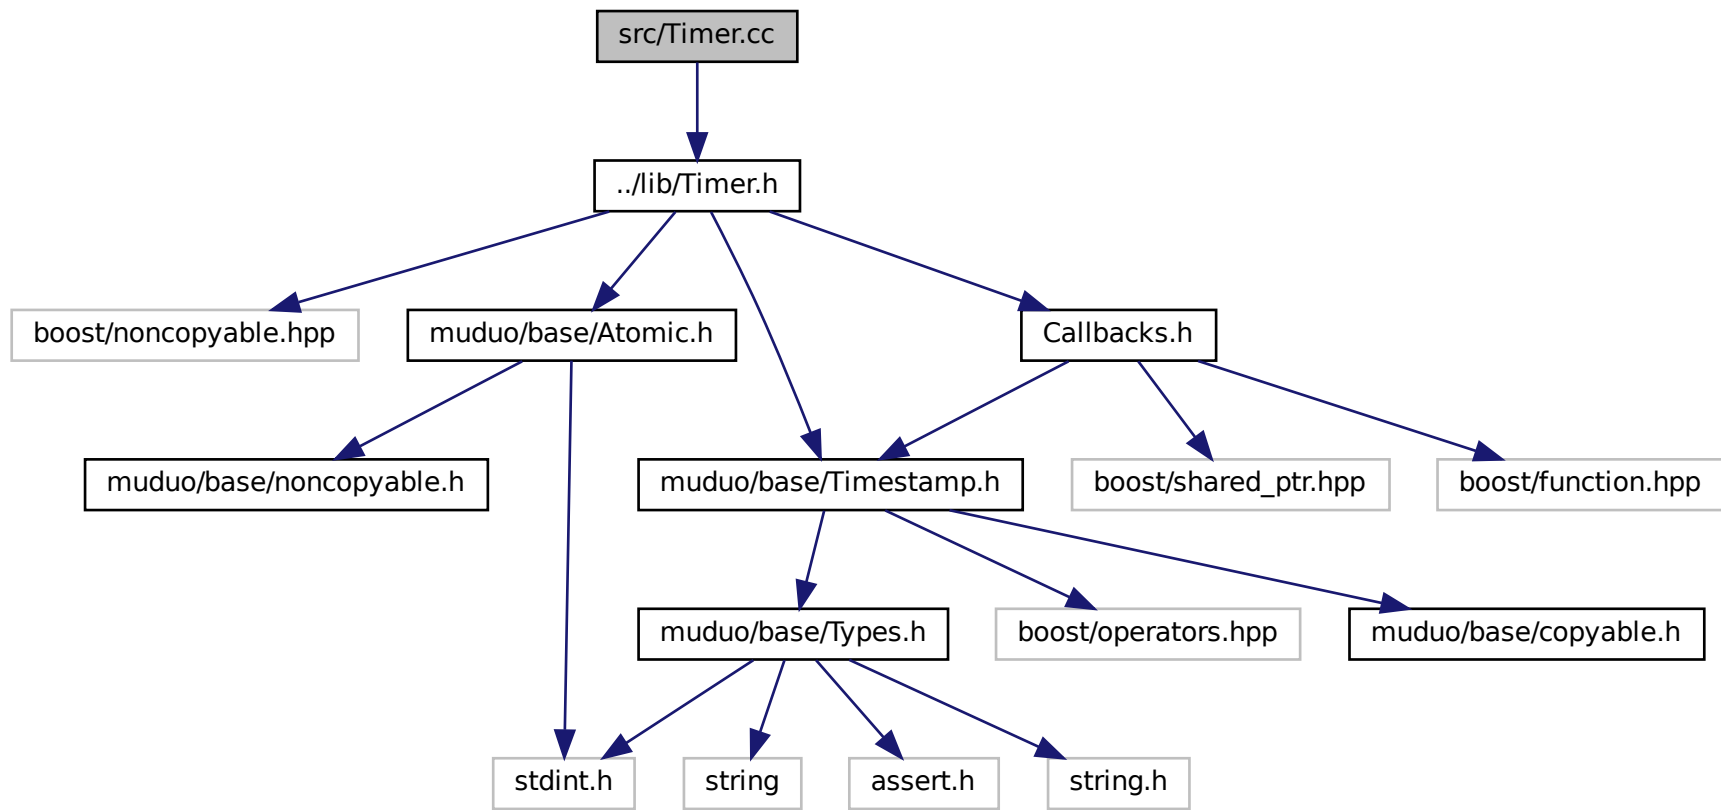 src/Timer.cc
../lib/Timer.h
boost/noncopyable.hpp
muduo/base/Atomic.h
Callbacks.h
muduo/base/noncopyable.h
muduo/base/Timestamp.h
boost/shared_ptr.hpp
boost/function.hpp
muduo/base/Types.h
boost/operators.hpp
muduo/base/copyable.h
stdint.h
string
assert.h
string.h